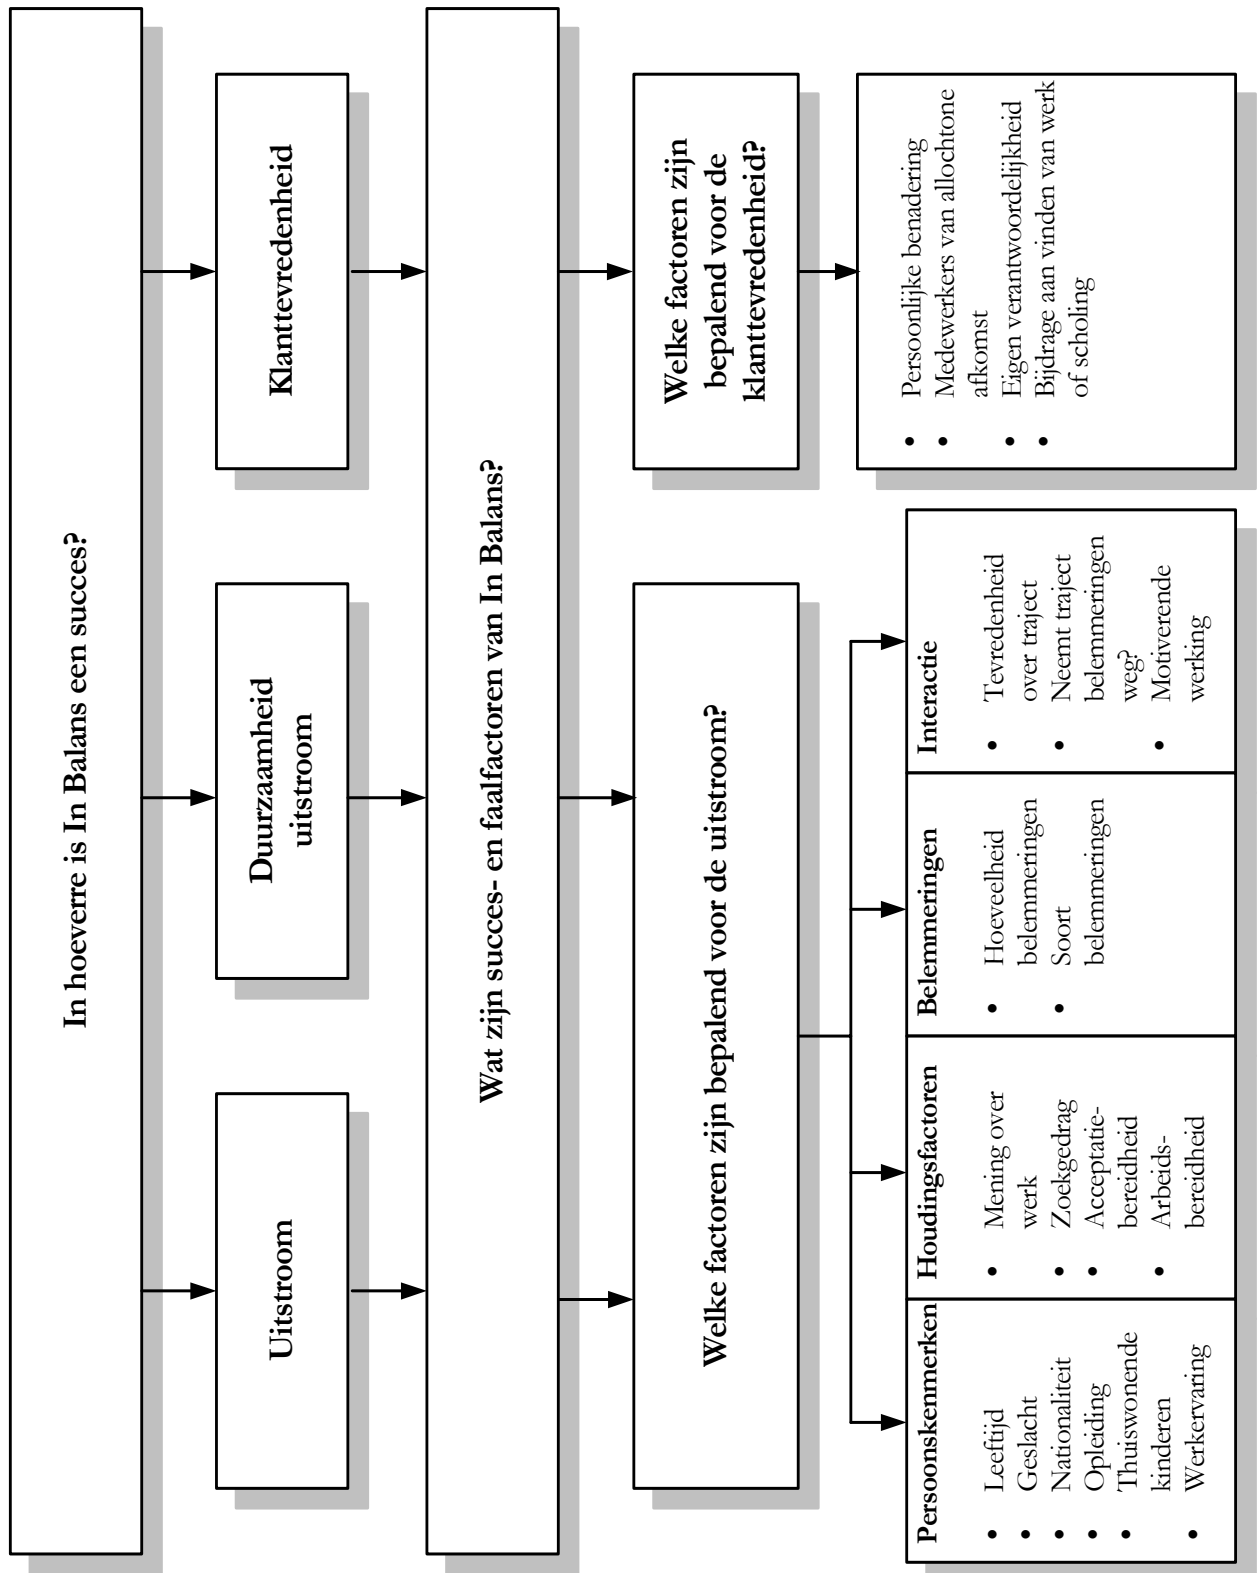 In hoeverre is In Balans een succes?
Uitstroom
Duurzaamheid
uitstroom
Klanttevredenheid
Wat zijn succes- en faalfactoren van In Balans?
Welke factoren zijn bepalend voor de uitstroom?
Welke factoren zijn
bepalend voor de
klanttevredenheid?
Persoonskenmerken
• Leeftijd
• Geslacht
• Nationaliteit
• Opleiding
• Thuiswonende
kinderen
• Werkervaring
Houdingsfactoren
• Mening over
werk
• Zoekgedrag
• Acceptatie-
bereidheid
• Arbeids-
bereidheid
Belemmeringen
• Hoeveelheid
belemmeringen
• Soort
belemmeringen
Interactie
• Tevredenheid
over traject
• Neemt traject
belemmeringen
weg?
• Motiverende
werking
• Persoonlijke benadering
• Medewerkers van allochtone
afkomst
• Eigen verantwoordelijkheid
• Bijdrage aan vinden van werk
of scholing